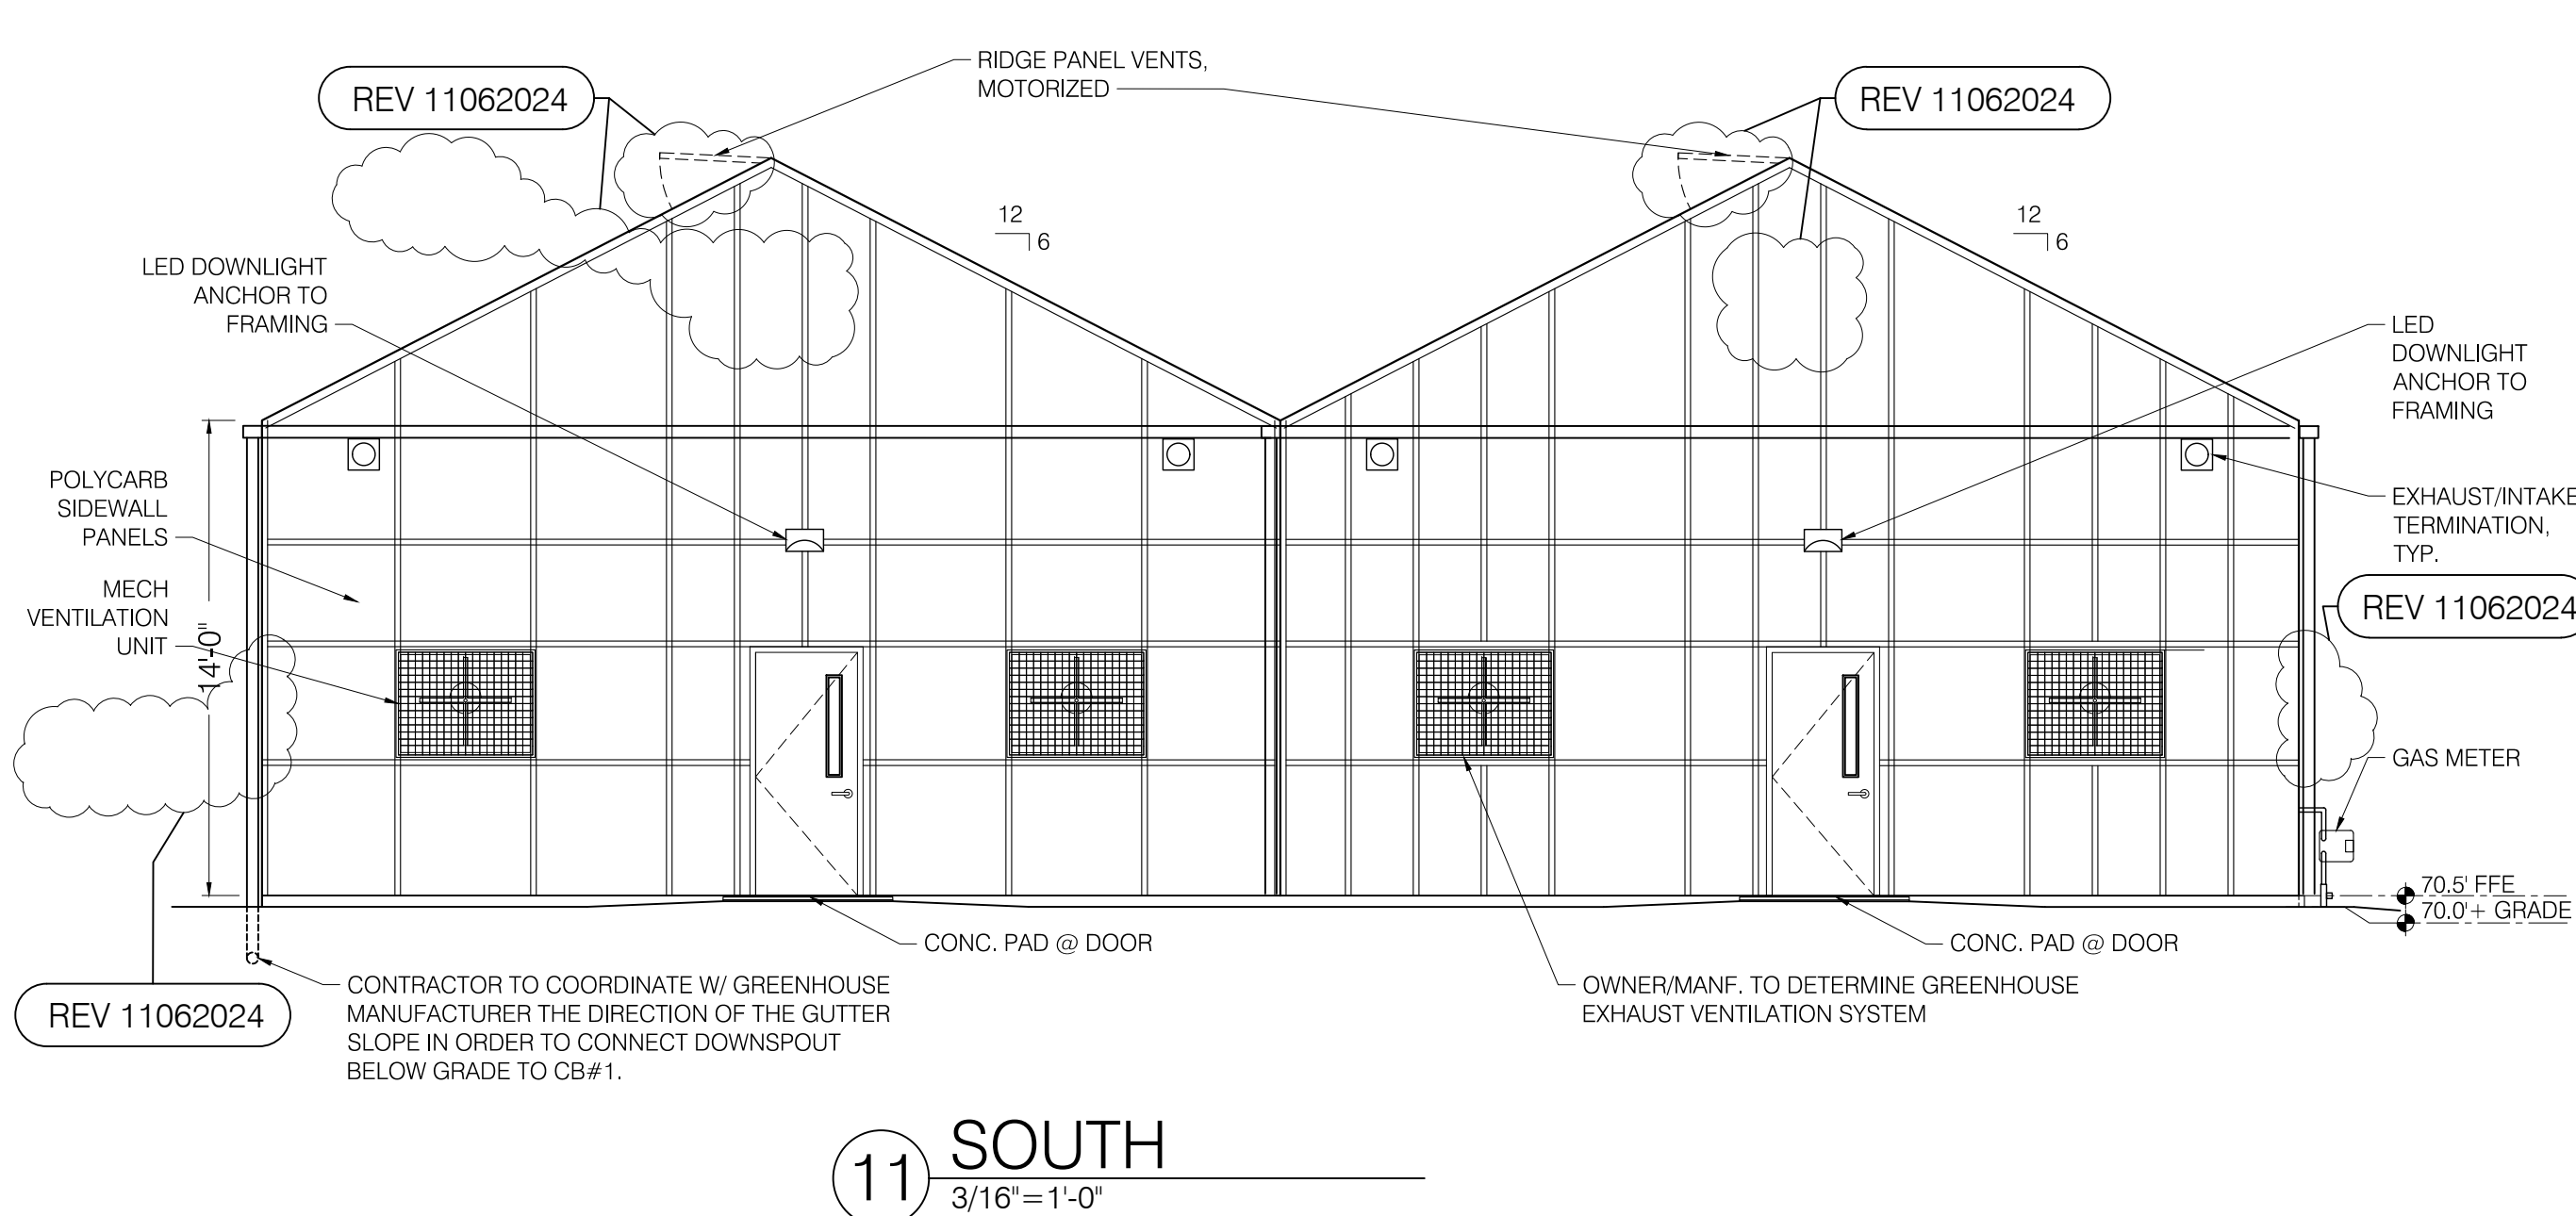 RIDGE PANEL VENTS,
MOTORIZED
REV 11062024
REV 11062024
12
6
12
6
LED DOWNLIGHT
ANCHOR TO
FRAMING
LED
DOWNLIGHT
ANCHOR TO
FRAMING
POLYCARB
SIDEWALL
PANELS
EXHAUST/INTAKE
TERMINATION,
TYP.
MECH
VENTILATION
UNIT
14'-0"
REV 11062024
GAS METER
70.5' FFE
70.0'+ GRADE
CONC. PAD @ DOOR
CONC. PAD @ DOOR
REV 11062024
CONTRACTOR TO COORDINATE W/ GREENHOUSE
MANUFACTURER THE DIRECTION OF THE GUTTER
SLOPE IN ORDER TO CONNECT DOWNSPOUT
BELOW GRADE TO CB#1.
OWNER/MANF. TO DETERMINE GREENHOUSE
EXHAUST VENTILATION SYSTEM
11
SOUTH
3/16"=1'-0"